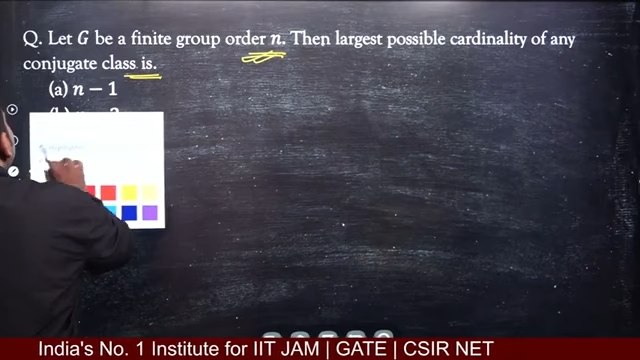 Q. Let G be a finite group order n. Then largest possible cardinality of any
conjugate class is.
(a) n − 1
India's No. 1 Institute for IIT JAM | GATE | CSIR NET